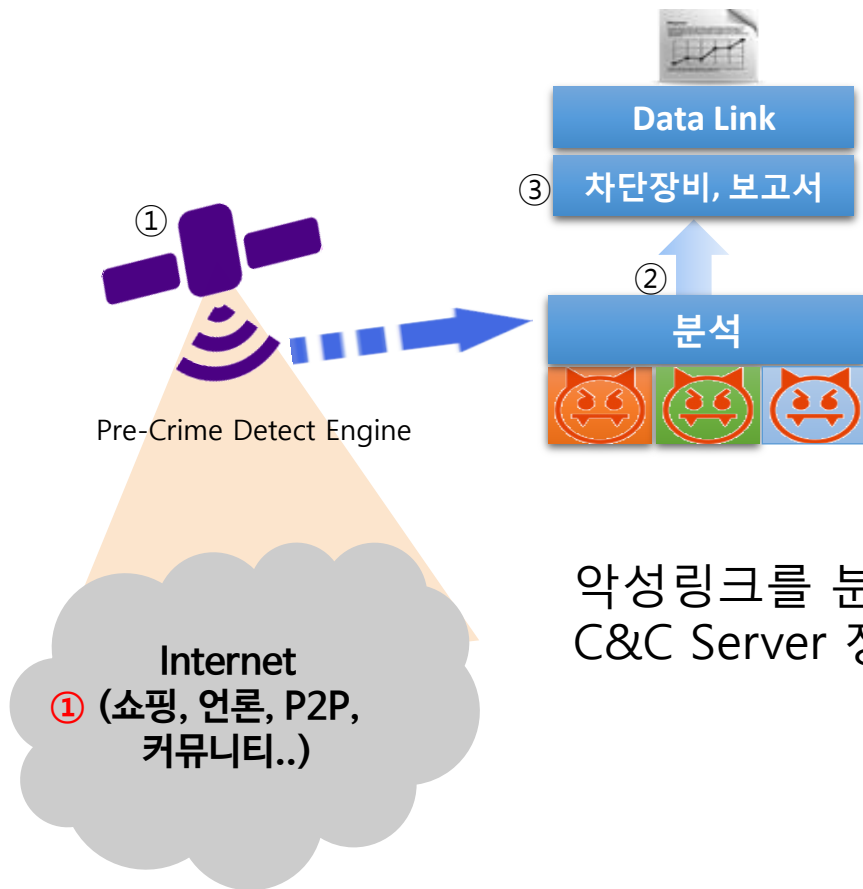 Data Link
③ 차단장비, 보고서
①
②
분석
Pre-Crime Detect Engine
악성링크를
C&C Server
Internet
① (쇼핑, 언론, P2P,
커뮤니티..)